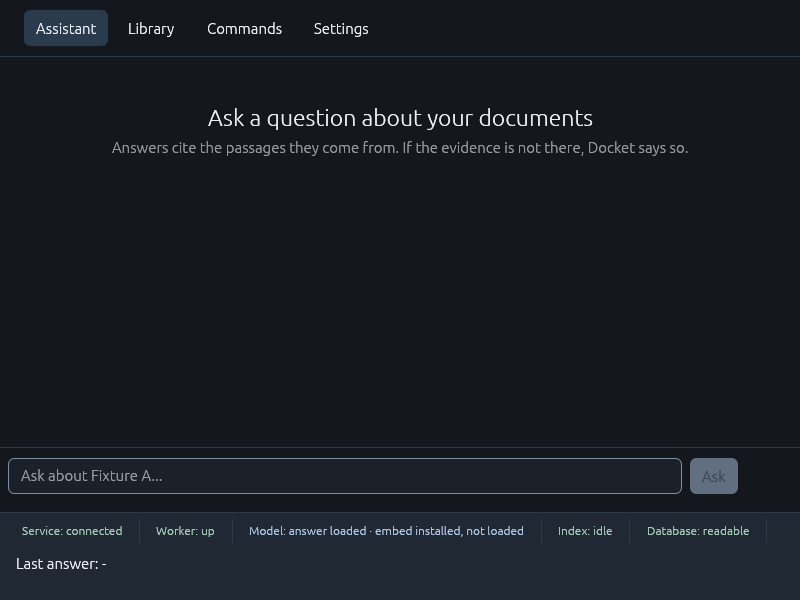 Assistant Library Commands Settings
Ask a question about your documents
Answers cite the passages they come from. If the evidence is not there, Docket says so.
Ask about Fixture A... Ask
Service: connected Worker: up Model: answer loaded · embed installed, not loaded Index: idle Database: readable
Last answer: -